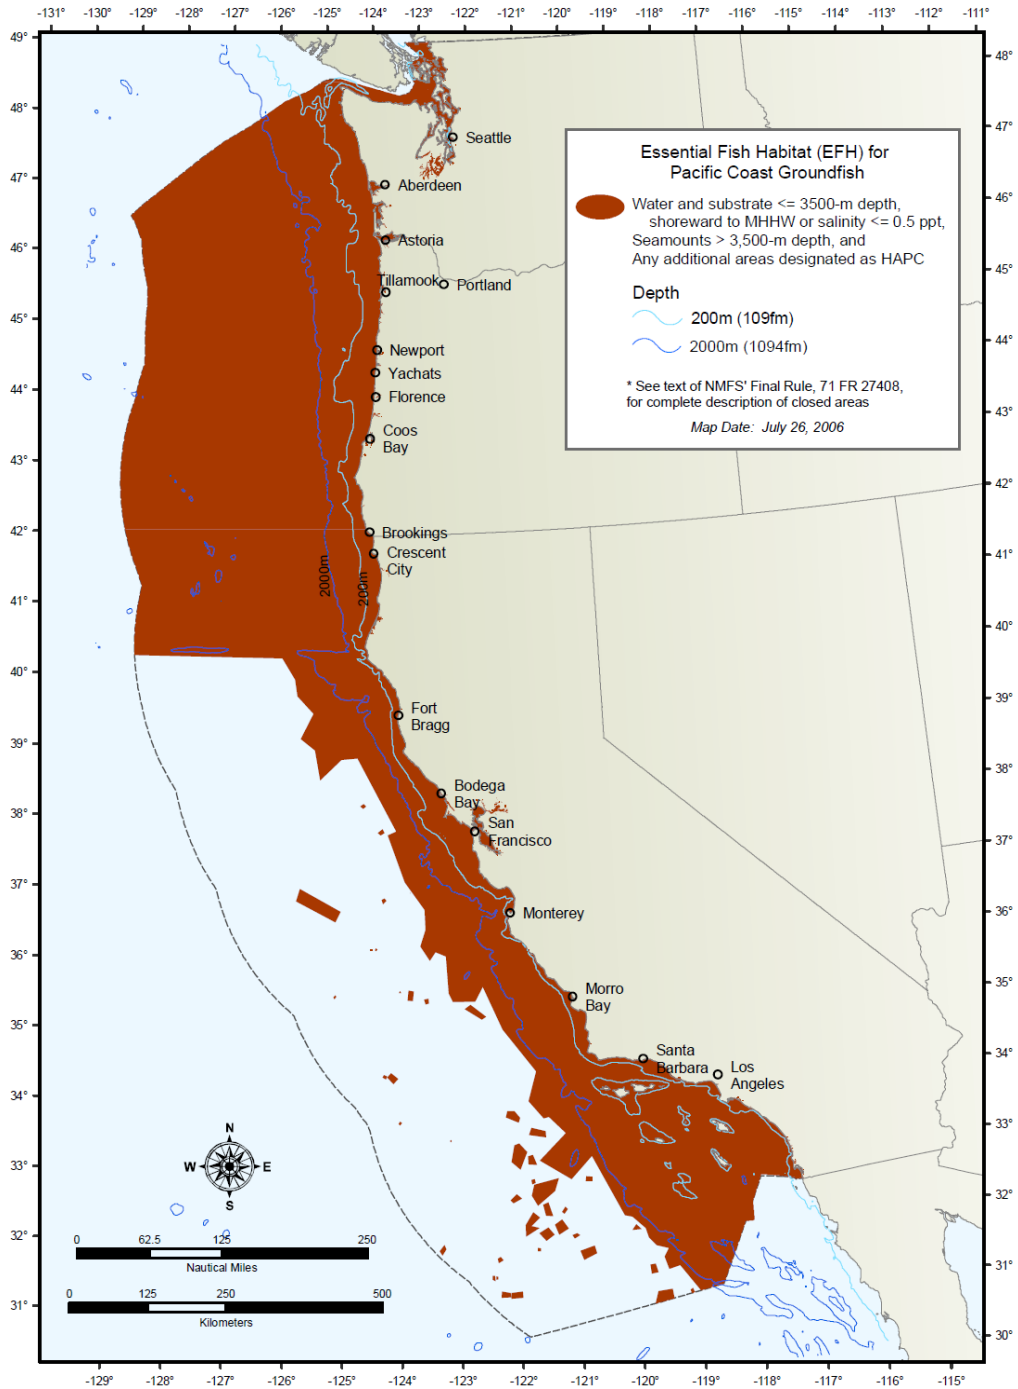 -131° -130° -129° -128° -127° -126° -125° -124° -123° -122° -121° -120° -119° -118° -117° -116° -115° -114° -113° -112° -111°
49°
48°
47°
46°
45°
44°
43°
42°
41°
40°
39°
38°
37°
36°
35°
34°
33°
32°
31°
48°
47°
46°
45°
44°
43°
42°
41°
40°
39°
38°
37°
36°
35°
34°
33°
32°
31°
30°
Essential Fish Habitat (EFH) for
Pacific Coast Groundfish
Water and substrate <= 3500-m depth,
shoreward to MHHW or salinity <= 0.5 ppt,
Seamounts > 3,500-m depth, and
Any additional areas designated as HAPC
Depth
200m (109fm)
2000m (1094fm)
* See text of NMFS' Final Rule, 71 FR 27408,
for complete description of closed areas
Map Date: July 26, 2006
Seattle
Aberdeen
Astoria
Tillamook
Portland
Newport
Yachats
Florence
Coos
Bay
Brookings
Crescent
City
2000m
200m
Fort
Bragg
Bodega
Bay
San
Francisco
Monterey
Morro
Bay
Santa
Barbara
Los
Angeles
N
W E
S
0 62.5 125 250
Nautical Miles
0 125 250 500
Kilometers
-129° -128° -127° -126° -125° -124° -123° -122° -121° -120° -119° -118° -117° -116° -115°